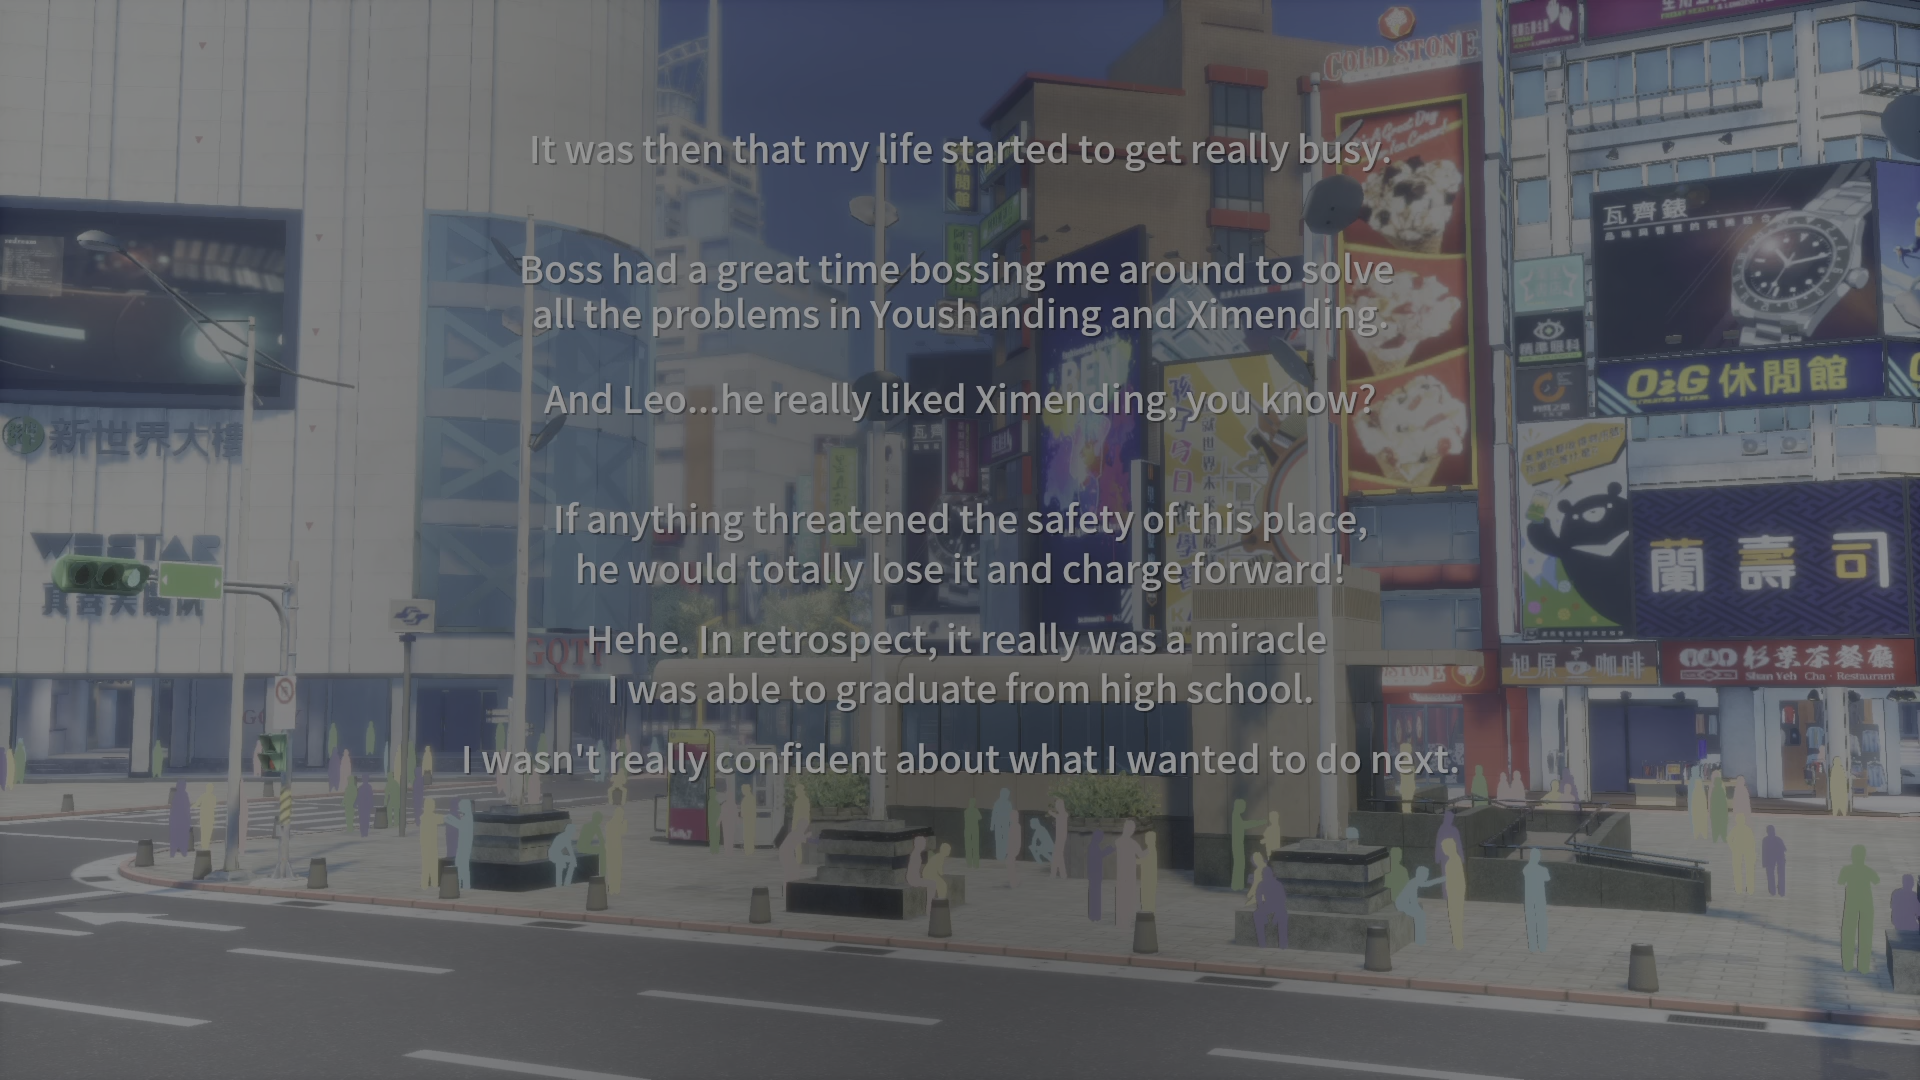 It was then that my life started to get really busy.
Boss had a great time bossing me around to solve
all the problems in Youshanding and Ximending.
And Leo...he really liked Ximending, you know?
If anything threatened the safety of this place,
he would totally lose it and charge forward!
Hehe. In retrospect, it really was a miracle
I was able to graduate from high school.
I wasn't really confident about what I wanted to do next.
COLD STONE
瓦齊錶
O2G 休閒館
新世界大樓
WESTAR
蘭壽司
旭原 咖啡
杉葉茶餐廳
Shan Yeh Cha · Restaurant